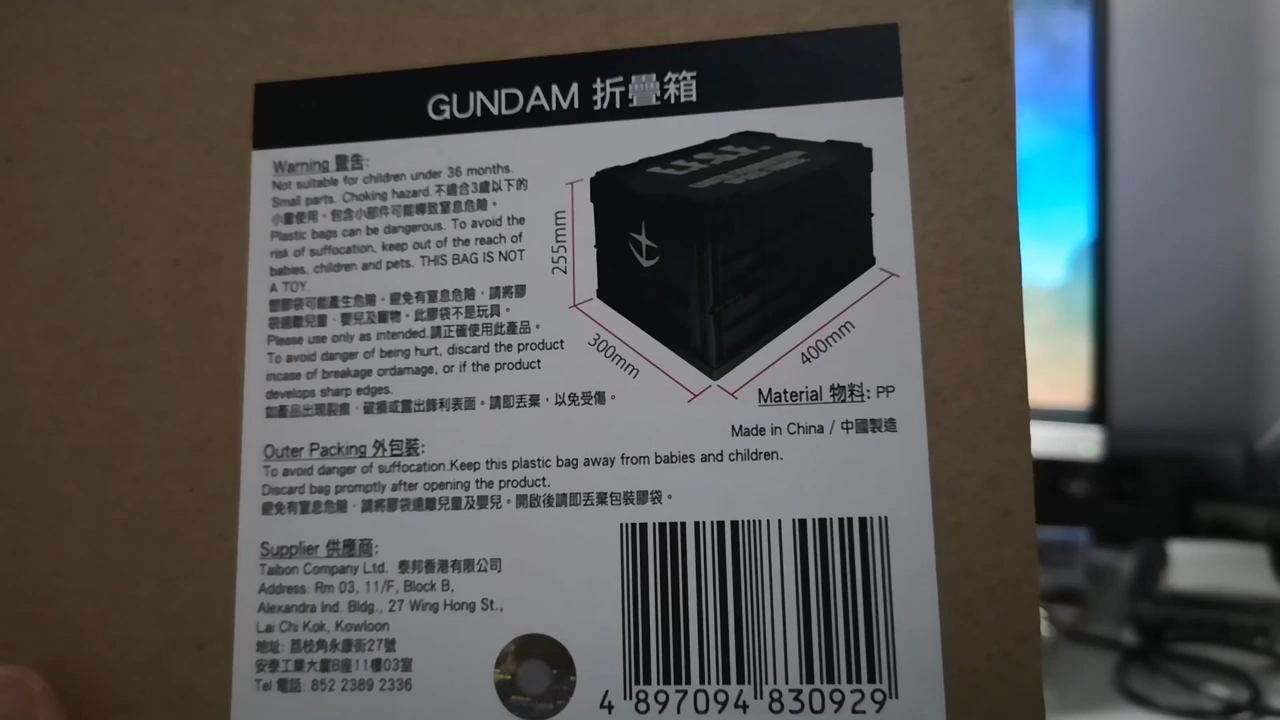 GUNDAM 折疊箱
Warning 警告:
Not suitable for children under 36 months.
Small parts. Choking hazard.不適合3歲以下的
小童使用。包含小部件可能導致窒息危險。
Plastic bags can be dangerous. To avoid the
risk of suffocation, keep out of the reach of
babies, children and pets. THIS BAG IS NOT
A TOY.
塑膠袋可能產生危險。避免有窒息危險，請將膠
袋遠離兒童、嬰兒及寵物。此膠袋不是玩具。
Please use only as intended.請正確使用此產品。
To avoid danger of being hurt, discard the product
incase of breakage ordamage, or if the product
develops sharp edges.
如產品出現裂痕、破損或露出鋒利表面。請即丟棄，以免受傷。
255mm
300mm
400mm
Material 物料: PP
Made in China / 中國製造
Outer Packing 外包裝:
To avoid danger of suffocation.Keep this plastic bag away from babies and children.
Discard bag promptly after opening the product.
避免有窒息危險，請將膠袋遠離兒童及嬰兒。開啟後請即丟棄包裝膠袋。
Supplier 供應商:
Taibon Company Ltd. 泰邦香港有限公司
Address: Rm 03, 11/F, Block B,
Alexandra Ind. Bldg., 27 Wing Hong St.,
Lai Chi Kok, Kowloon
地址: 荔枝角永康街27號
安泰工業大廈B座11樓03室
Tel 電話: 852 2389 2336
4 897094 830929